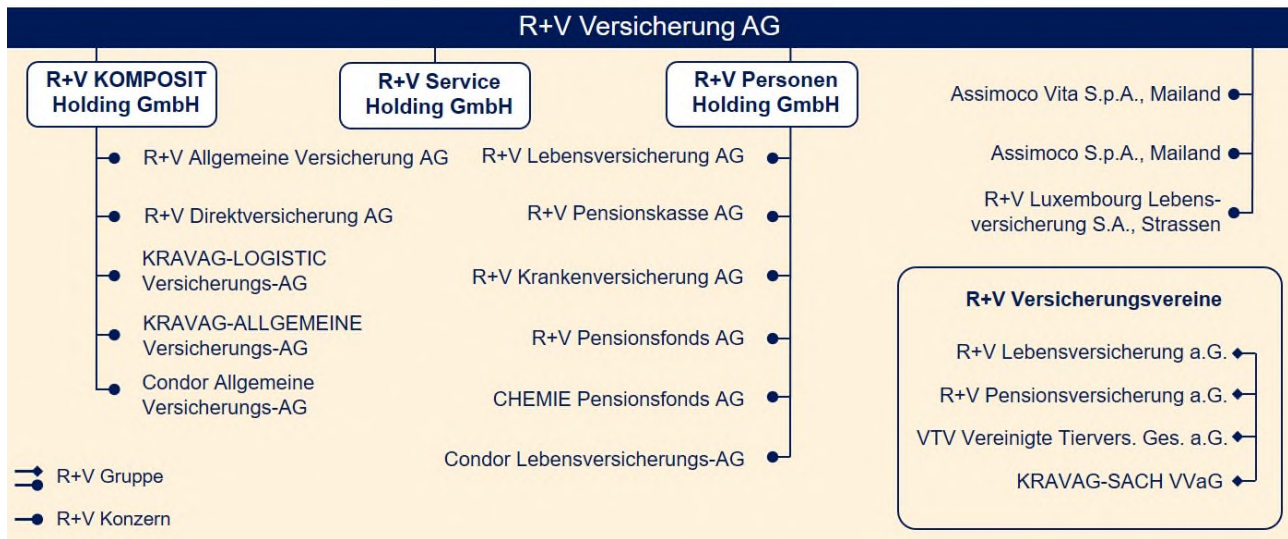 R+V Versicherung AG
R+V KOMPOSIT
Holding GmbH
R+V Service
Holding GmbH
R+V Personen
Holding GmbH
R+V Allgemeine Versicherung AG
R+V Direktversicherung AG
KRAVAG-LOGISTIC
Versicherungs-AG
KRAVAG-ALLGEMEINE
Versicherungs-AG
Condor Allgemeine
Versicherungs-AG
R+V Lebensversicherung AG
R+V Pensionskasse AG
R+V Krankenversicherung AG
R+V Pensionsfonds AG
CHEMIE Pensionsfonds AG
Condor Lebensversicherungs-AG
Assimoco Vita S.p.A., Mailand
Assimoco S.p.A., Mailand
R+V Luxembourg Lebens-
versicherung S.A., Strassen
R+V Versicherungsvereine
R+V Lebensversicherung a.G.
R+V Pensionsversicherung a.G.
VTV Vereinigte Tiervers. Ges. a.G.
KRAVAG-SACH VVaG
R+V Gruppe
R+V Konzern